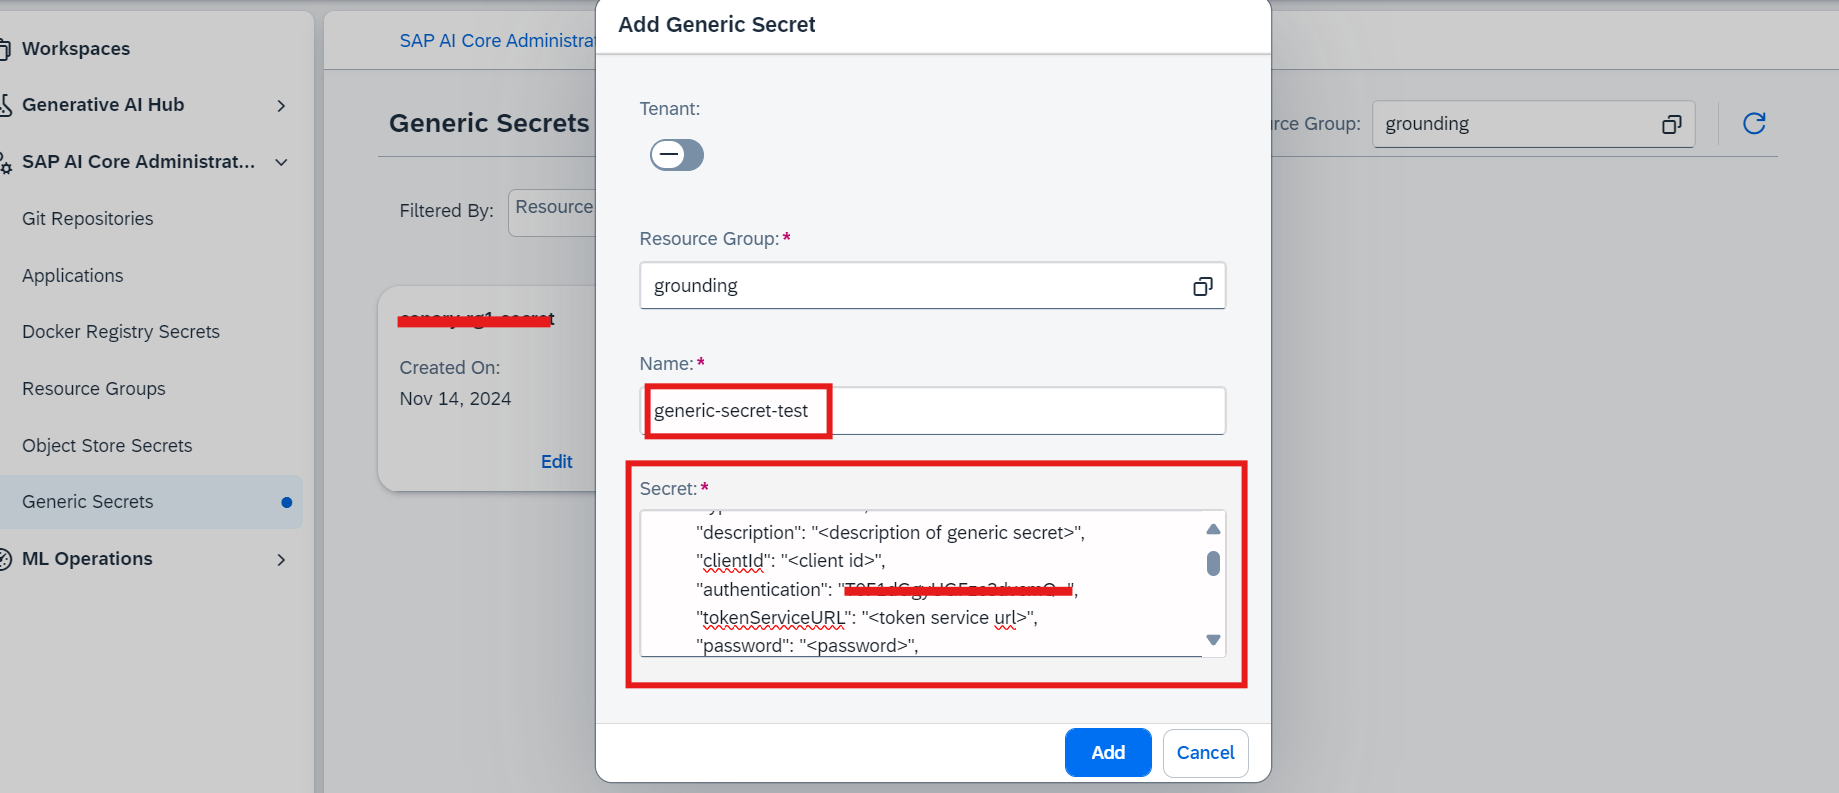 Workspaces
Generative AI Hub
SAP AI Core Administrat...
Git Repositories
Applications
Docker Registry Secrets
Resource Groups
Object Store Secrets
Generic Secrets
ML Operations
SAP AI Core Administrat
Generic Secrets
rce Group:
grounding
Filtered By:
Resource
Created On:
Nov 14, 2024
Edit
Add Generic Secret
Tenant:
Resource Group:*
grounding
Name:*
generic-secret-test
Secret:*
"description": "<description of generic secret>",
"clientId": "<client id>",
"authentication": "
"tokenServiceURL": "<token service url>",
"password": "<password>",
Add
Cancel